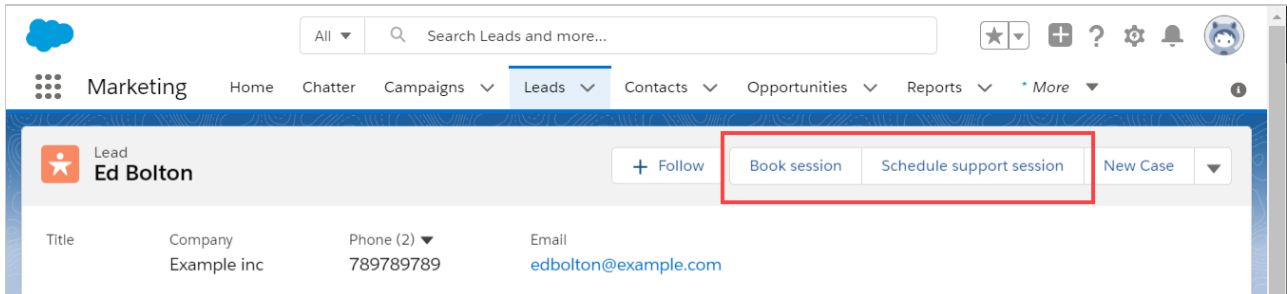 All Search Leads and more...
Marketing Home Chatter Campaigns Leads Contacts Opportunities Reports * More
Lead
Ed Bolton
+ Follow Book session Schedule support session New Case
Title Company Phone (2) Email
Example inc 789789789 edbolton@example.com